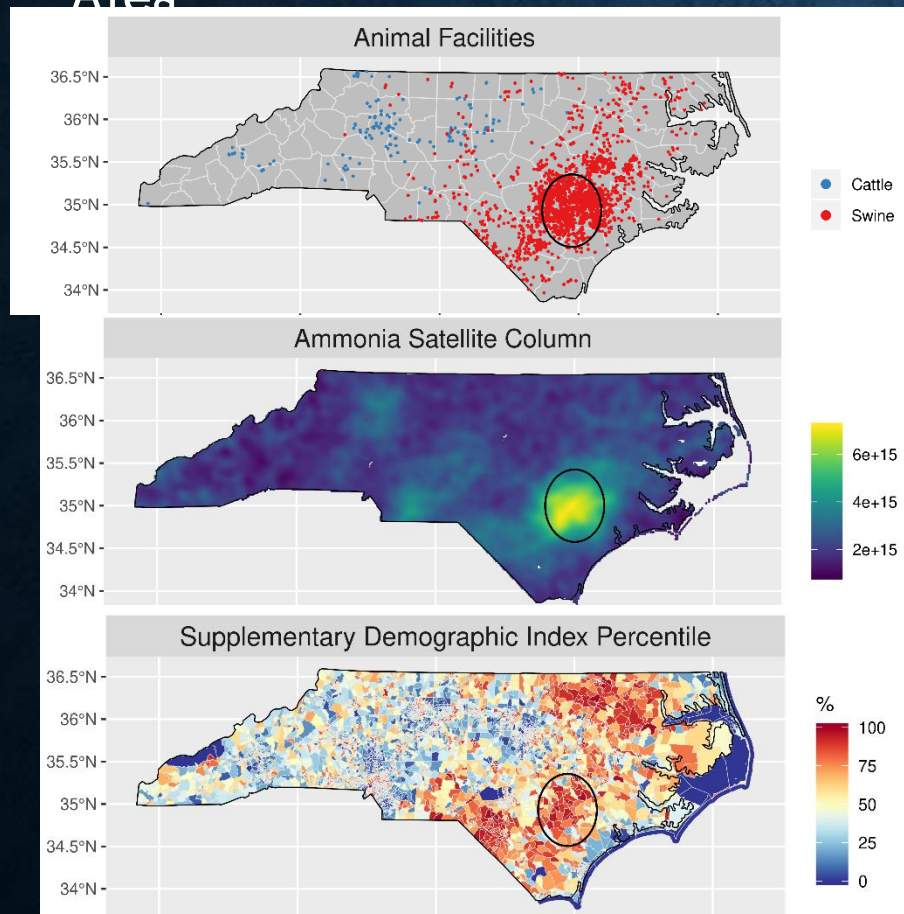 Area
Animal Facilities
36.5°N
36°N
35.5°N
35°N
34.5°N
34°N
Cattle
Swine
Ammonia Satellite Column
36.5°N
36°N
35.5°N
35°N
34.5°N
34°N
6e+15
4e+15
2e+15
Supplementary Demographic Index Percentile
36.5°N
36°N
35.5°N
35°N
34.5°N
34°N
%
100
75
50
25
0